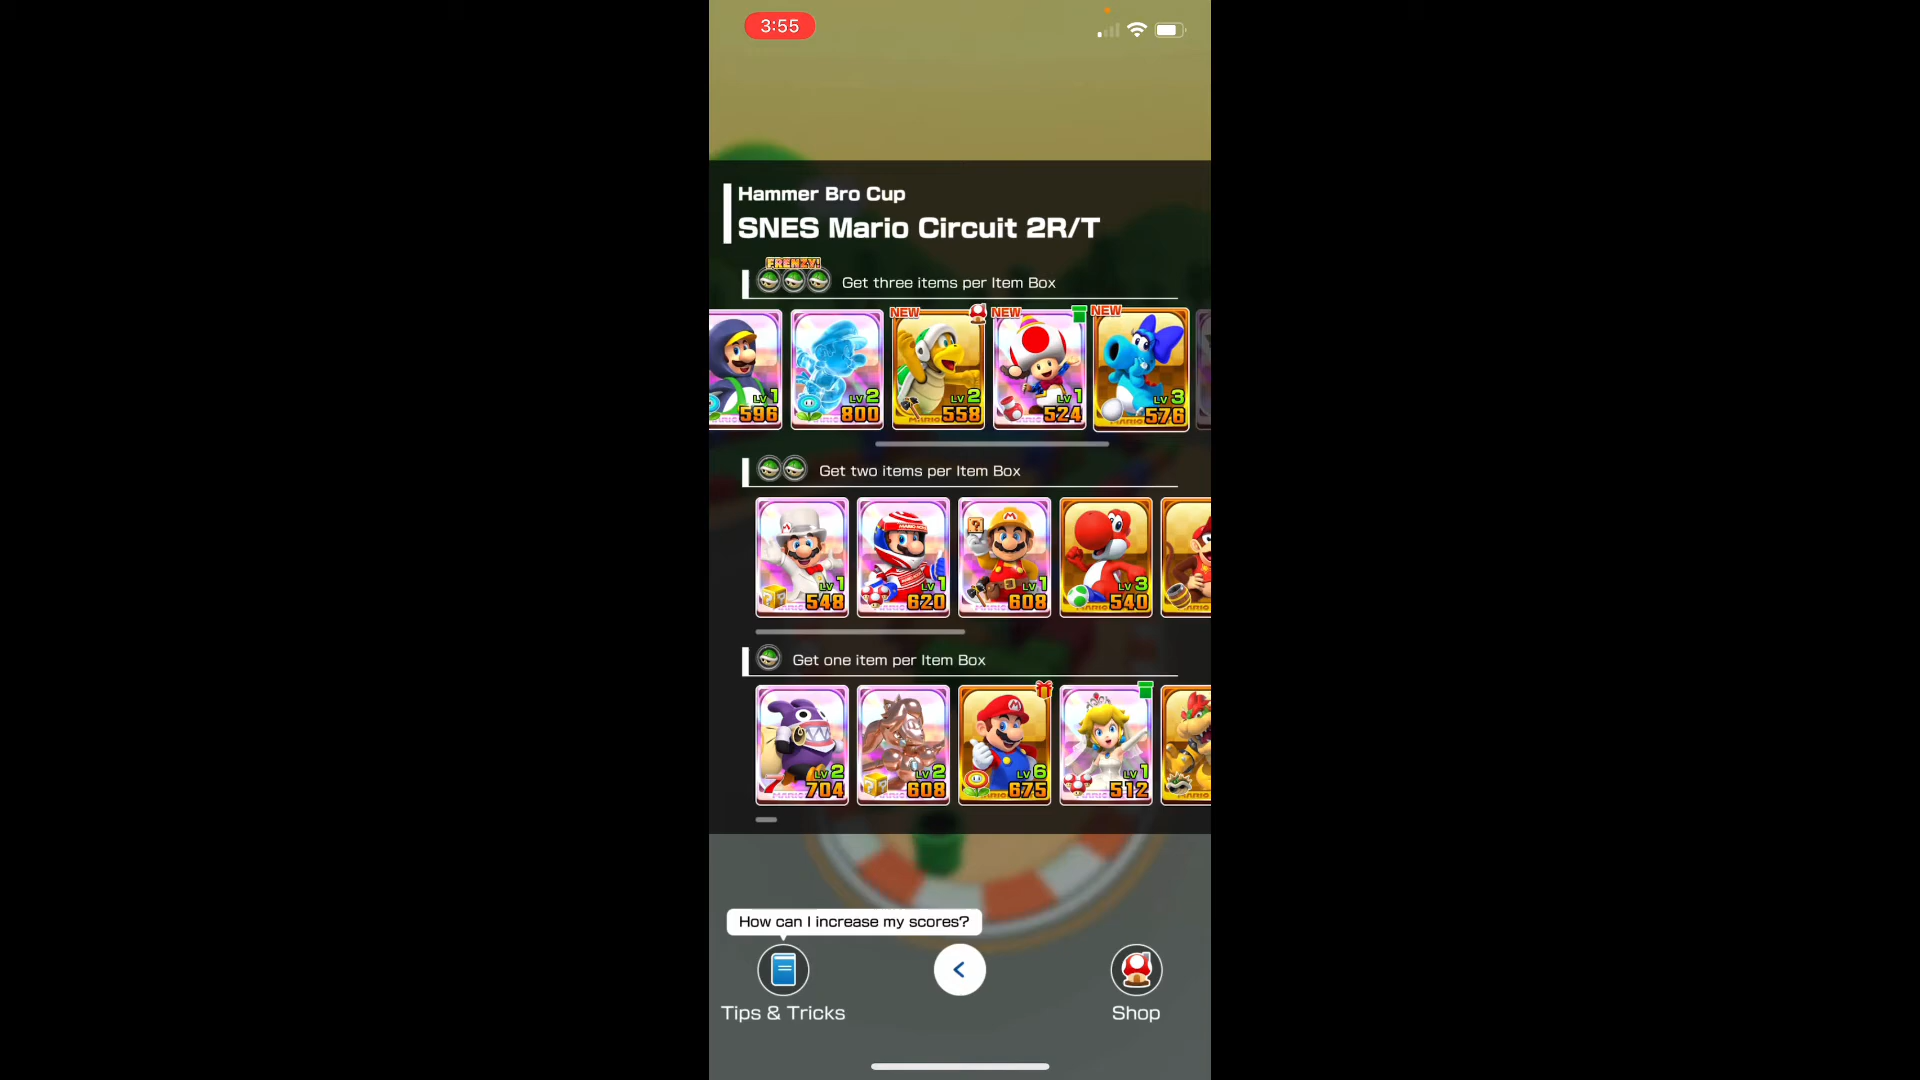 3:55
Hammer Bro Cup
SNES Mario Circuit 2R/T
FRENZY!
Get three items per Item Box
NEW NEW NEW
LV 1 LV 2 LV 2 LV 1 LV 3
596 800 558 524 576
Get two items per Item Box
LV 1 LV 1 LV 1 LV 3
548 620 608 540
Get one item per Item Box
LV 2 LV 2 LV 6 LV 1
704 608 675 512
How can I increase my scores?
Tips & Tricks
Shop